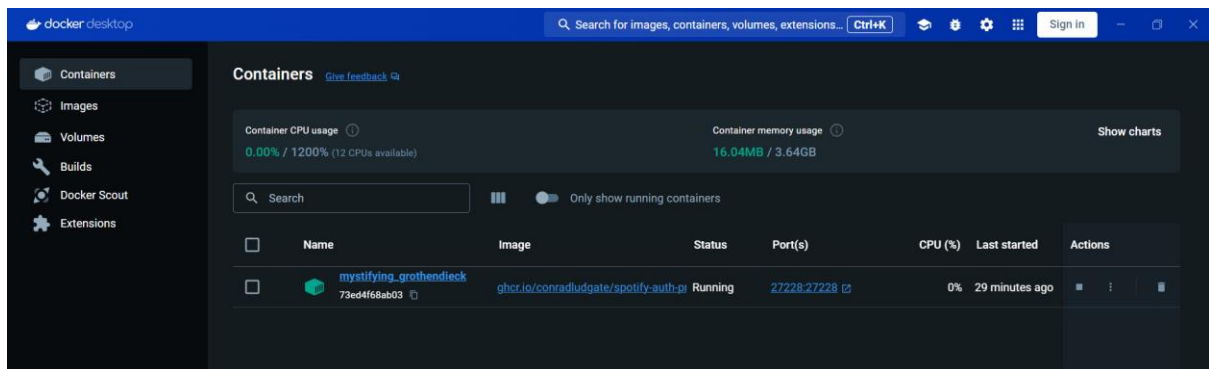 docker desktop
Search for images, containers, volumes, extensions... Ctrl+K
Sign in
Containers
Images
Volumes
Builds
Docker Scout
Extensions
Containers Give feedback
Container CPU usage
0.00% / 1200% (12 CPUs available)
Container memory usage
16.04MB / 3.64GB
Show charts
Search
Only show running containers
Name Image Status Port(s) CPU (%) Last started Actions
mystifying_grothendieck
73ed4f68ab03
ghcr.io/conradludgate/spotify-auth-pr Running 27228:27228 0% 29 minutes ago